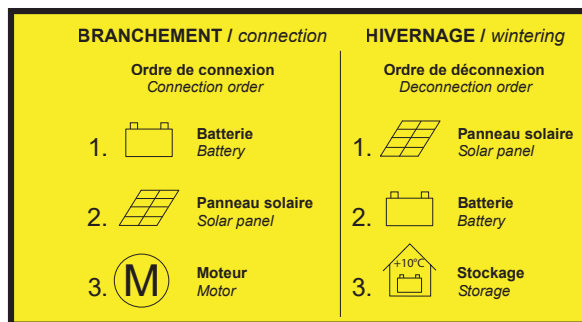 BRANCHEMENT / connection
Ordre de connexion
Connection order
1. Batterie
Battery
2. Panneau solaire
Solar panel
3. M Moteur
Motor
HIVERNAGE / wintering
Ordre de déconnexion
Deconnection order
1. Panneau solaire
Solar panel
2. Batterie
Battery
3. +10°C Stockage
Storage